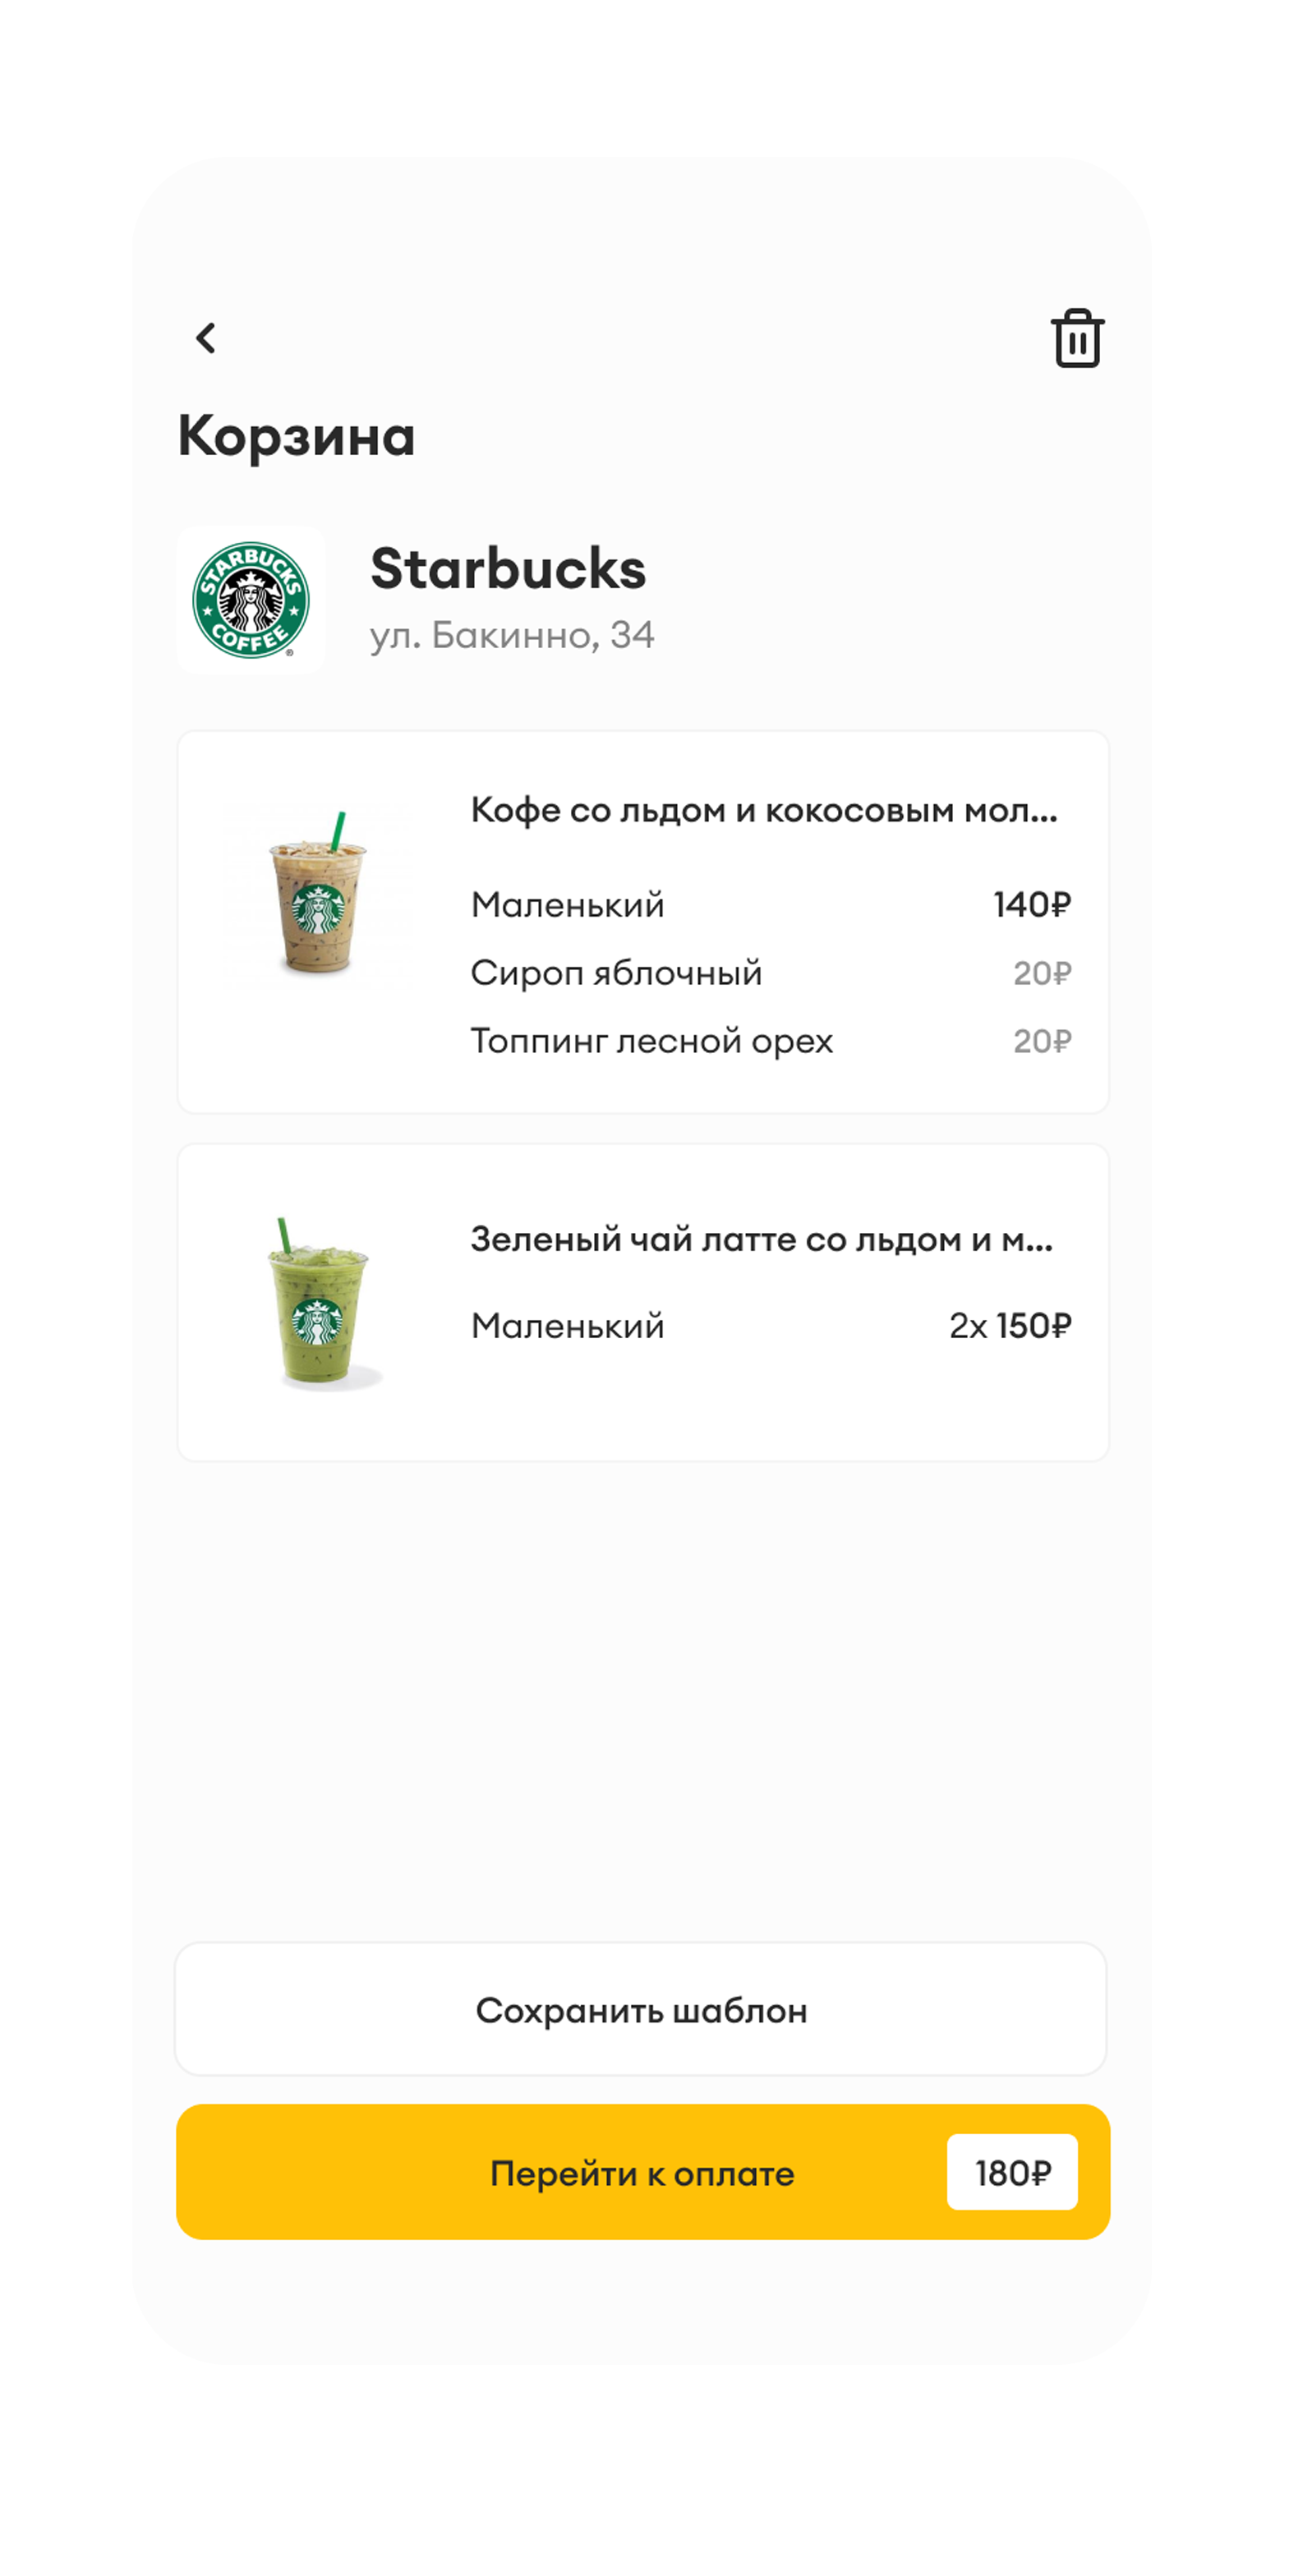 Корзина
STARBUCKS
COFFEE
®
Starbucks
ул. Бакинно, 34
Кофе со льдом и кокосовым мол...
Маленький 140₽
Сироп яблочный 20₽
Топпинг лесной орех 20₽
Зеленый чай латте со льдом и м...
Маленький 2x 150₽
Сохранить шаблон
Перейти к оплате 180₽